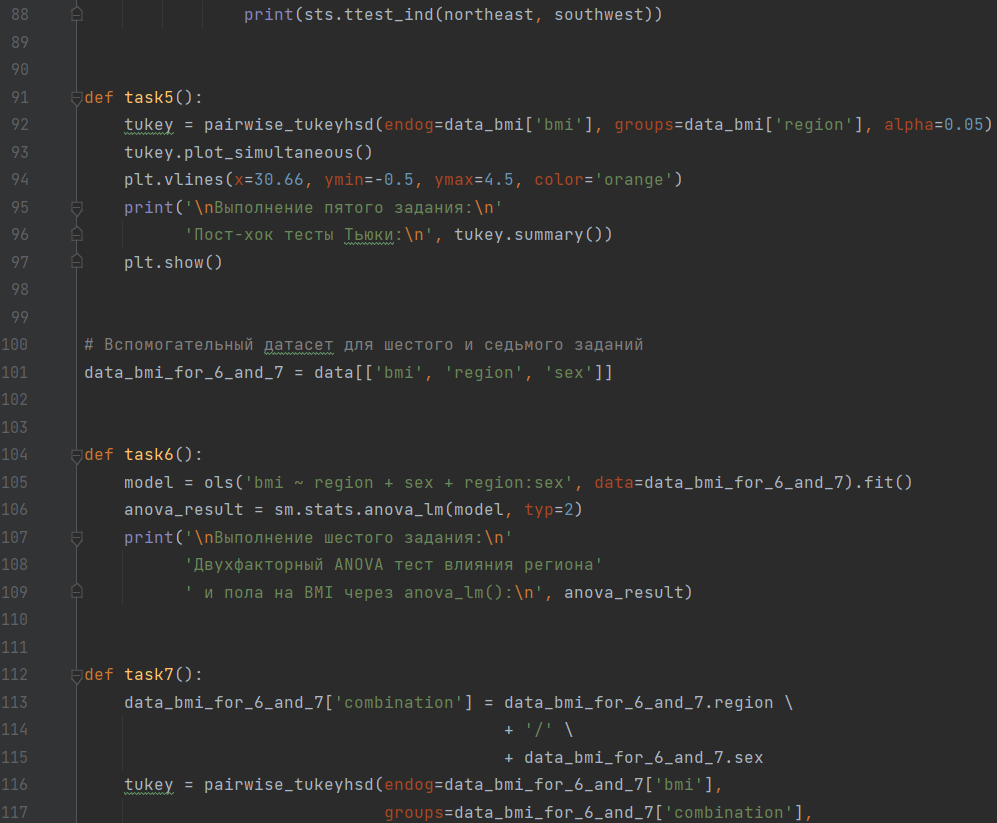 88 print(sts.ttest_ind(northeast, southwest))
89
90
91 def task5():
92 tukey = pairwise_tukeyhsd(endog=data_bmi['bmi'], groups=data_bmi['region'], alpha=0.05)
93 tukey.plot_simultaneous()
94 plt.vlines(x=30.66, ymin=-0.5, ymax=4.5, color='orange')
95 print('\nВыполнение пятого задания:\n'
96 'Пост-хок тесты Тьюки:\n', tukey.summary())
97 plt.show()
98
99
100 # Вспомогательный датасет для шестого и седьмого заданий
101 data_bmi_for_6_and_7 = data[['bmi', 'region', 'sex']]
102
103
104 def task6():
105 model = ols('bmi ~ region + sex + region:sex', data=data_bmi_for_6_and_7).fit()
106 anova_result = sm.stats.anova_lm(model, typ=2)
107 print('\nВыполнение шестого задания:\n'
108 'Двухфакторный ANOVA тест влияния региона'
109 ' и пола на BMI через anova_lm():\n', anova_result)
110
111
112 def task7():
113 data_bmi_for_6_and_7['combination'] = data_bmi_for_6_and_7.region \
114 + '/' \
115 + data_bmi_for_6_and_7.sex
116 tukey = pairwise_tukeyhsd(endog=data_bmi_for_6_and_7['bmi'],
117 groups=data_bmi_for_6_and_7['combination'],